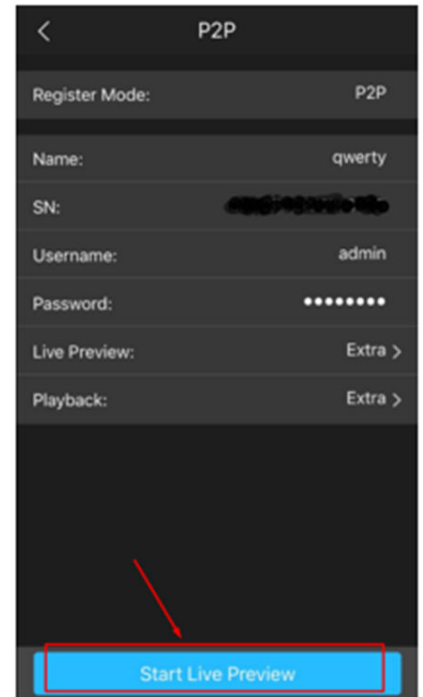 P2P
Register Mode: P2P
Name: qwerty
SN:
Username: admin
Password: ••••••••
Live Preview: Extra >
Playback: Extra >
Start Live Preview